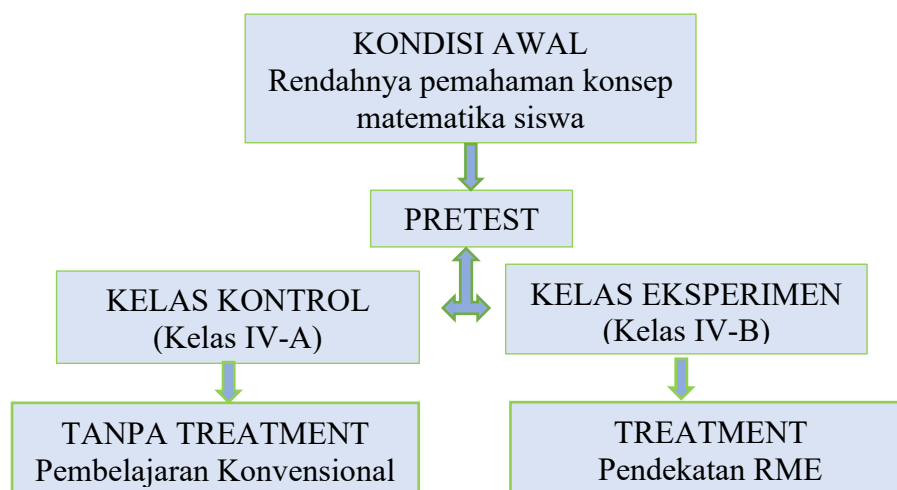 KONDISI AWAL
Rendahnya pemahaman konsep
matematika siswa
PRETEST
KELAS KONTROL
(Kelas IV-A)
KELAS EKSPERIMEN
(Kelas IV-B)
TANPA TREATMENT
Pembelajaran Konvensional
TREATMENT
Pendekatan RME